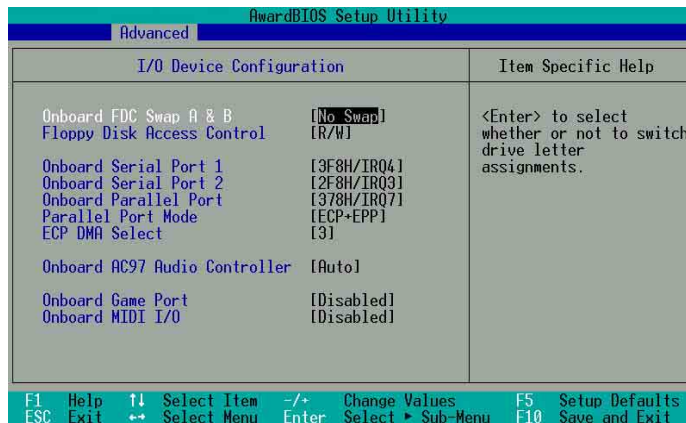 AwardBIOS Setup Utility
Advanced
I/O Device Configuration
Item Specific Help
Onboard FDC Swap A & B [No Swap]
Floppy Disk Access Control [R/W]
Onboard Serial Port 1 [3F8H/IRQ4]
Onboard Serial Port 2 [2F8H/IRQ3]
Onboard Parallel Port [378H/IRQ7]
Parallel Port Mode [ECP+EPP]
ECP DMA Select [3]
Onboard AC97 Audio Controller [Auto]
Onboard Game Port [Disabled]
Onboard MIDI I/O [Disabled]
<Enter> to select
whether or not to switch
drive letter
assignments.
F1 Help ↑↓ Select Item -/+ Change Values F5 Setup Defaults
ESC Exit ↔ Select Menu Enter Select ► Sub-Menu F10 Save and Exit